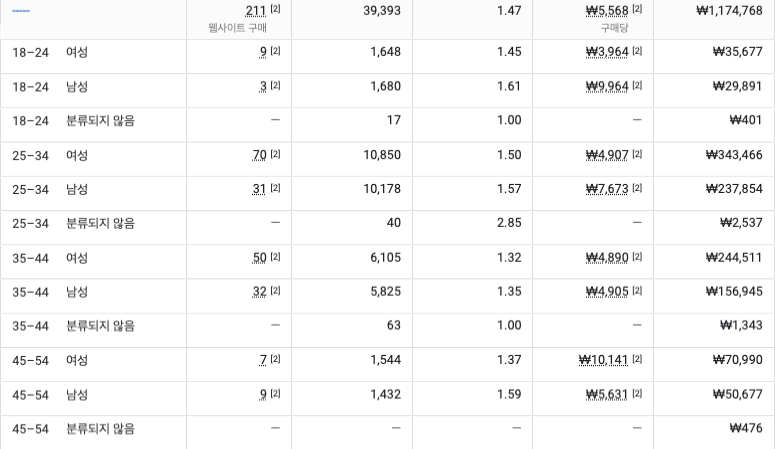 ----- 211 [2] 39,393 1.47 ₩5,568 [2] ₩1,174,768
웹사이트 구매 구매당
18–24 여성 9 [2] 1,648 1.45 ₩3,964 [2] ₩35,677
18–24 남성 3 [2] 1,680 1.61 ₩9,964 [2] ₩29,891
18–24 분류되지 않음 — 17 1.00 — ₩401
25–34 여성 70 [2] 10,850 1.50 ₩4,907 [2] ₩343,466
25–34 남성 31 [2] 10,178 1.57 ₩7,673 [2] ₩237,854
25–34 분류되지 않음 — 40 2.85 — ₩2,537
35–44 여성 50 [2] 6,105 1.32 ₩4,890 [2] ₩244,511
35–44 남성 32 [2] 5,825 1.35 ₩4,905 [2] ₩156,945
35–44 분류되지 않음 — 63 1.00 — ₩1,343
45–54 여성 7 [2] 1,544 1.37 ₩10,141 [2] ₩70,990
45–54 남성 9 [2] 1,432 1.59 ₩5,631 [2] ₩50,677
45–54 분류되지 않음 — — — — ₩476